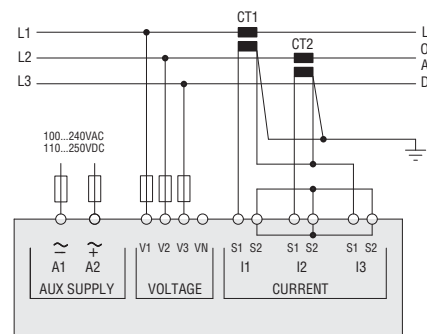 CT1
L1
L
CT2
L2
O
A
L3
D
100...240VAC
110...250VDC
~ ~ V1 V2 V3 VN S1 S2 S1 S2 S1 S2
− +
A1 A2 I1 I2 I3
AUX SUPPLY VOLTAGE CURRENT